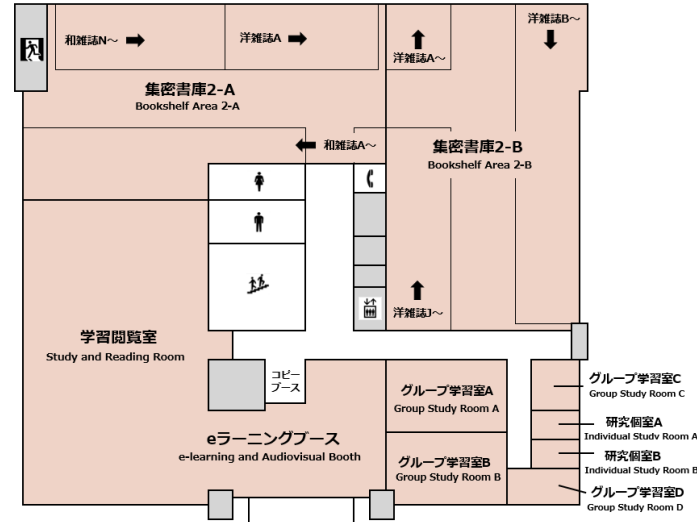 和雑誌N～
洋雑誌A
洋雑誌A～
洋雑誌B～
集密書庫2-A
Bookshelf Area 2-A
和雑誌A～
集密書庫2-B
Bookshelf Area 2-B
洋雑誌J～
学習閲覧室
Study and Reading Room
コピー
ブース
グループ学習室A
Group Study Room A
グループ学習室C
Group Study Room C
研究個室A
Individual Study Room A
eラーニングブース
e-learning and Audiovisual Booth
グループ学習室B
Group Study Room B
研究個室B
Individual Study Room B
グループ学習室D
Group Study Room D